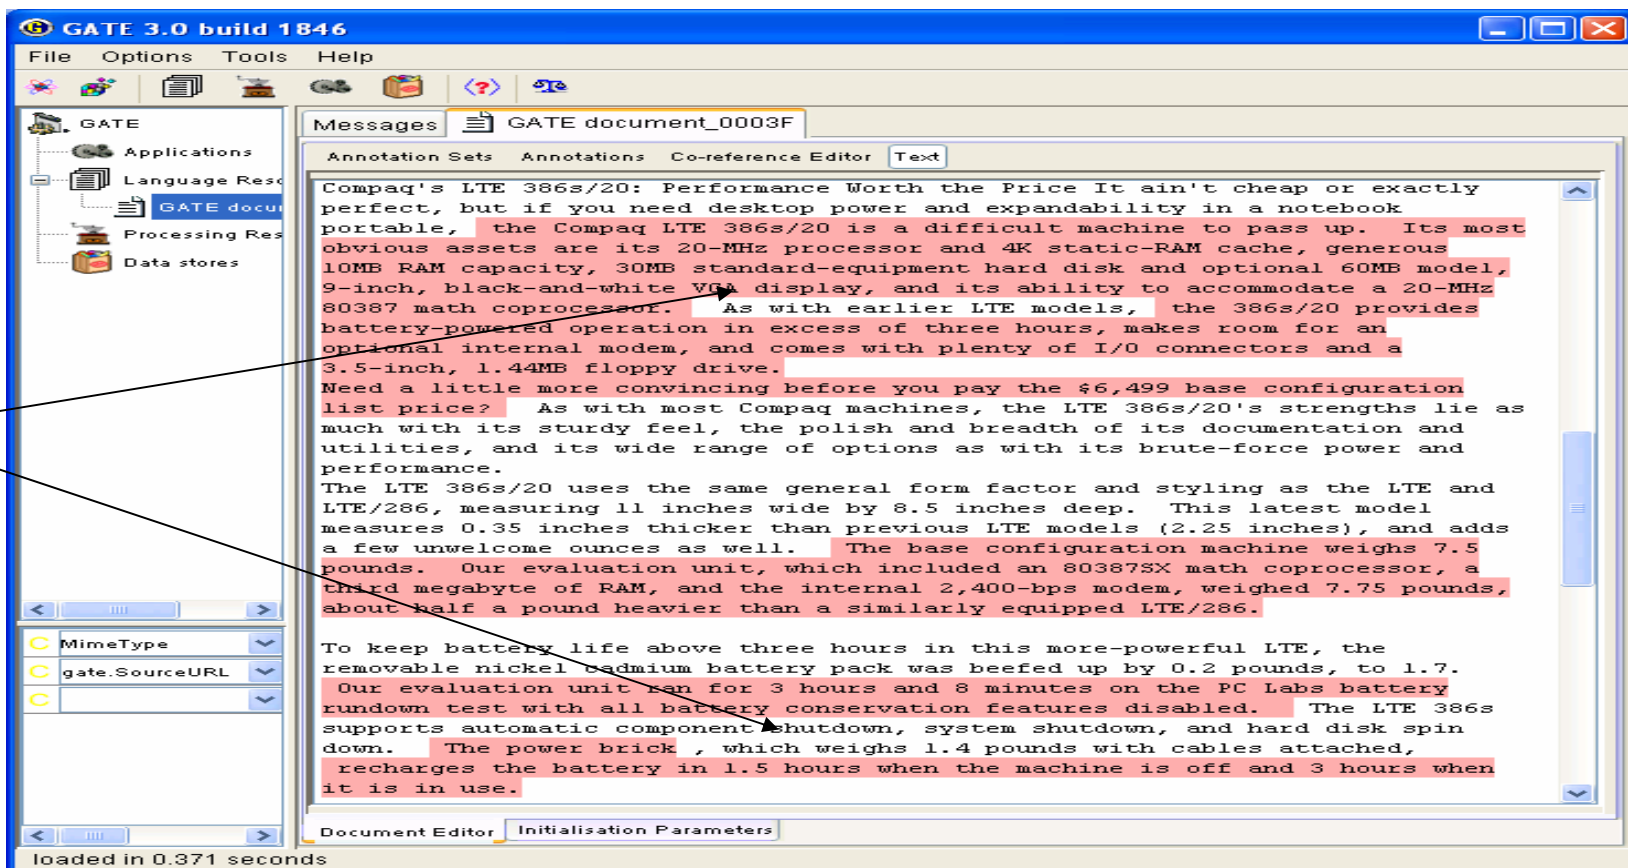 GATE 3.0 build 1846
File Options Tools Help
GATE
Applications
Language Reso
GATE docu
Processing Res
Data stores
MimeType
gate.SourceURL
Messages GATE document_0003F
Annotation Sets Annotations Co-reference Editor Text
Compaq's LTE 386s/20: Performance Worth the Price It ain't cheap or exactly
perfect, but if you need desktop power and expandability in a notebook
portable, the Compaq LTE 386s/20 is a difficult machine to pass up. Its most
obvious assets are its 20-MHz processor and 4K static-RAM cache, generous
10MB RAM capacity, 30MB standard-equipment hard disk and optional 60MB model,
9-inch, black-and-white VGA display, and its ability to accommodate a 20-MHz
80387 math coprocessor. As with earlier LTE models, the 386s/20 provides
battery-powered operation in excess of three hours, makes room for an
optional internal modem, and comes with plenty of I/O connectors and a
3.5-inch, 1.44MB floppy drive.
Need a little more convincing before you pay the $6,499 base configuration
list price? As with most Compaq machines, the LTE 386s/20's strengths lie as
much with its sturdy feel, the polish and breadth of its documentation and
utilities, and its wide range of options as with its brute-force power and
performance.
The LTE 386s/20 uses the same general form factor and styling as the LTE and
LTE/286, measuring 11 inches wide by 8.5 inches deep. This latest model
measures 0.35 inches thicker than previous LTE models (2.25 inches), and adds
a few unwelcome ounces as well. The base configuration machine weighs 7.5
pounds. Our evaluation unit, which included an 80387SX math coprocessor, a
third megabyte of RAM, and the internal 2,400-bps modem, weighed 7.75 pounds,
about half a pound heavier than a similarly equipped LTE/286.
To keep battery life above three hours in this more-powerful LTE, the
removable nickel cadmium battery pack was beefed up by 0.2 pounds, to 1.7.
Our evaluation unit ran for 3 hours and 8 minutes on the PC Labs battery
rundown test with all battery conservation features disabled. The LTE 386s
supports automatic component shutdown, system shutdown, and hard disk spin
down. The power brick , which weighs 1.4 pounds with cables attached,
recharges the battery in 1.5 hours when the machine is off and 3 hours when
it is in use.
Document Editor Initialisation Parameters
loaded in 0.371 seconds